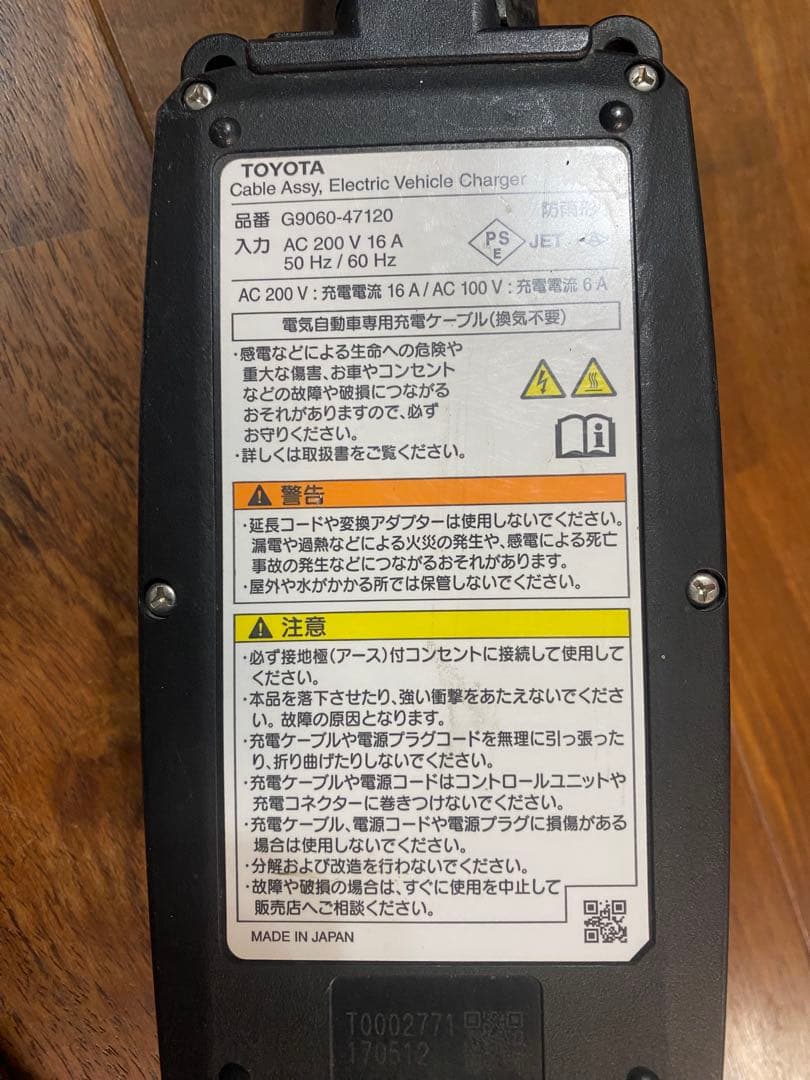 TOYOTA
Cable Assy, Electric Vehicle Charger
品番 G9060-47120
防雨形
入力 AC 200 V 16 A
50 Hz / 60 Hz
PS
E
JET
AC 200 V : 充電電流 16 A / AC 100 V : 充電電流 6 A
電気自動車専用充電ケーブル(換気不要)
・感電などによる生命への危険や
重大な傷害、お車やコンセント
などの故障や破損につながる
おそれがありますので、必ず
お守りください。
・詳しくは取扱書をご覧ください。
警告
・延長コードや変換アダプターは使用しないでください。
漏電や過熱などによる火災の発生や、感電による死亡
事故の発生などにつながるおそれがあります。
・屋外や水がかかる所では保管しないでください。
注意
・必ず接地極(アース)付コンセントに接続して使用して
ください。
・本品を落下させたり、強い衝撃をあたえないでくださ
い。故障の原因となります。
・充電ケーブルや電源プラグコードを無理に引っ張った
り、折り曲げたりしないでください。
・充電ケーブルや電源コードはコントロールユニットや
充電コネクターに巻きつけないでください。
・充電ケーブル、電源コードや電源プラグに損傷がある
場合は使用しないでください。
・分解および改造を行わないでください。
・故障や破損の場合は、すぐに使用を中止して
販売店へご相談ください。
MADE IN JAPAN
T0002771
170512